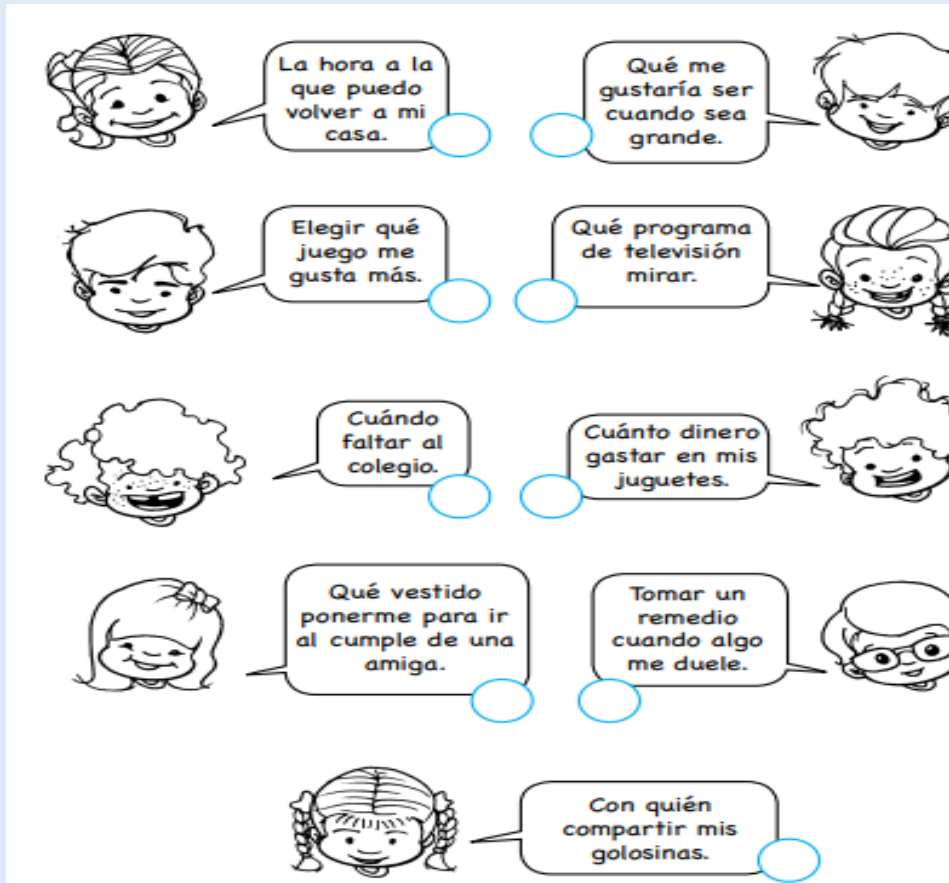 La hora a la
que puedo
volver a mi
casa.
Qué me
gustaría ser
cuando sea
grande.
Elegir qué
juego me
gusta más.
Qué programa
de televisión
mirar.
Cuándo
faltar al
colegio.
Cuánto dinero
gastar en mis
juguetes.
Qué vestido
ponerme para ir
al cumple de una
amiga.
Tomar un
remedio
cuando algo
me duele.
Con quién
compartir mis
golosinas.